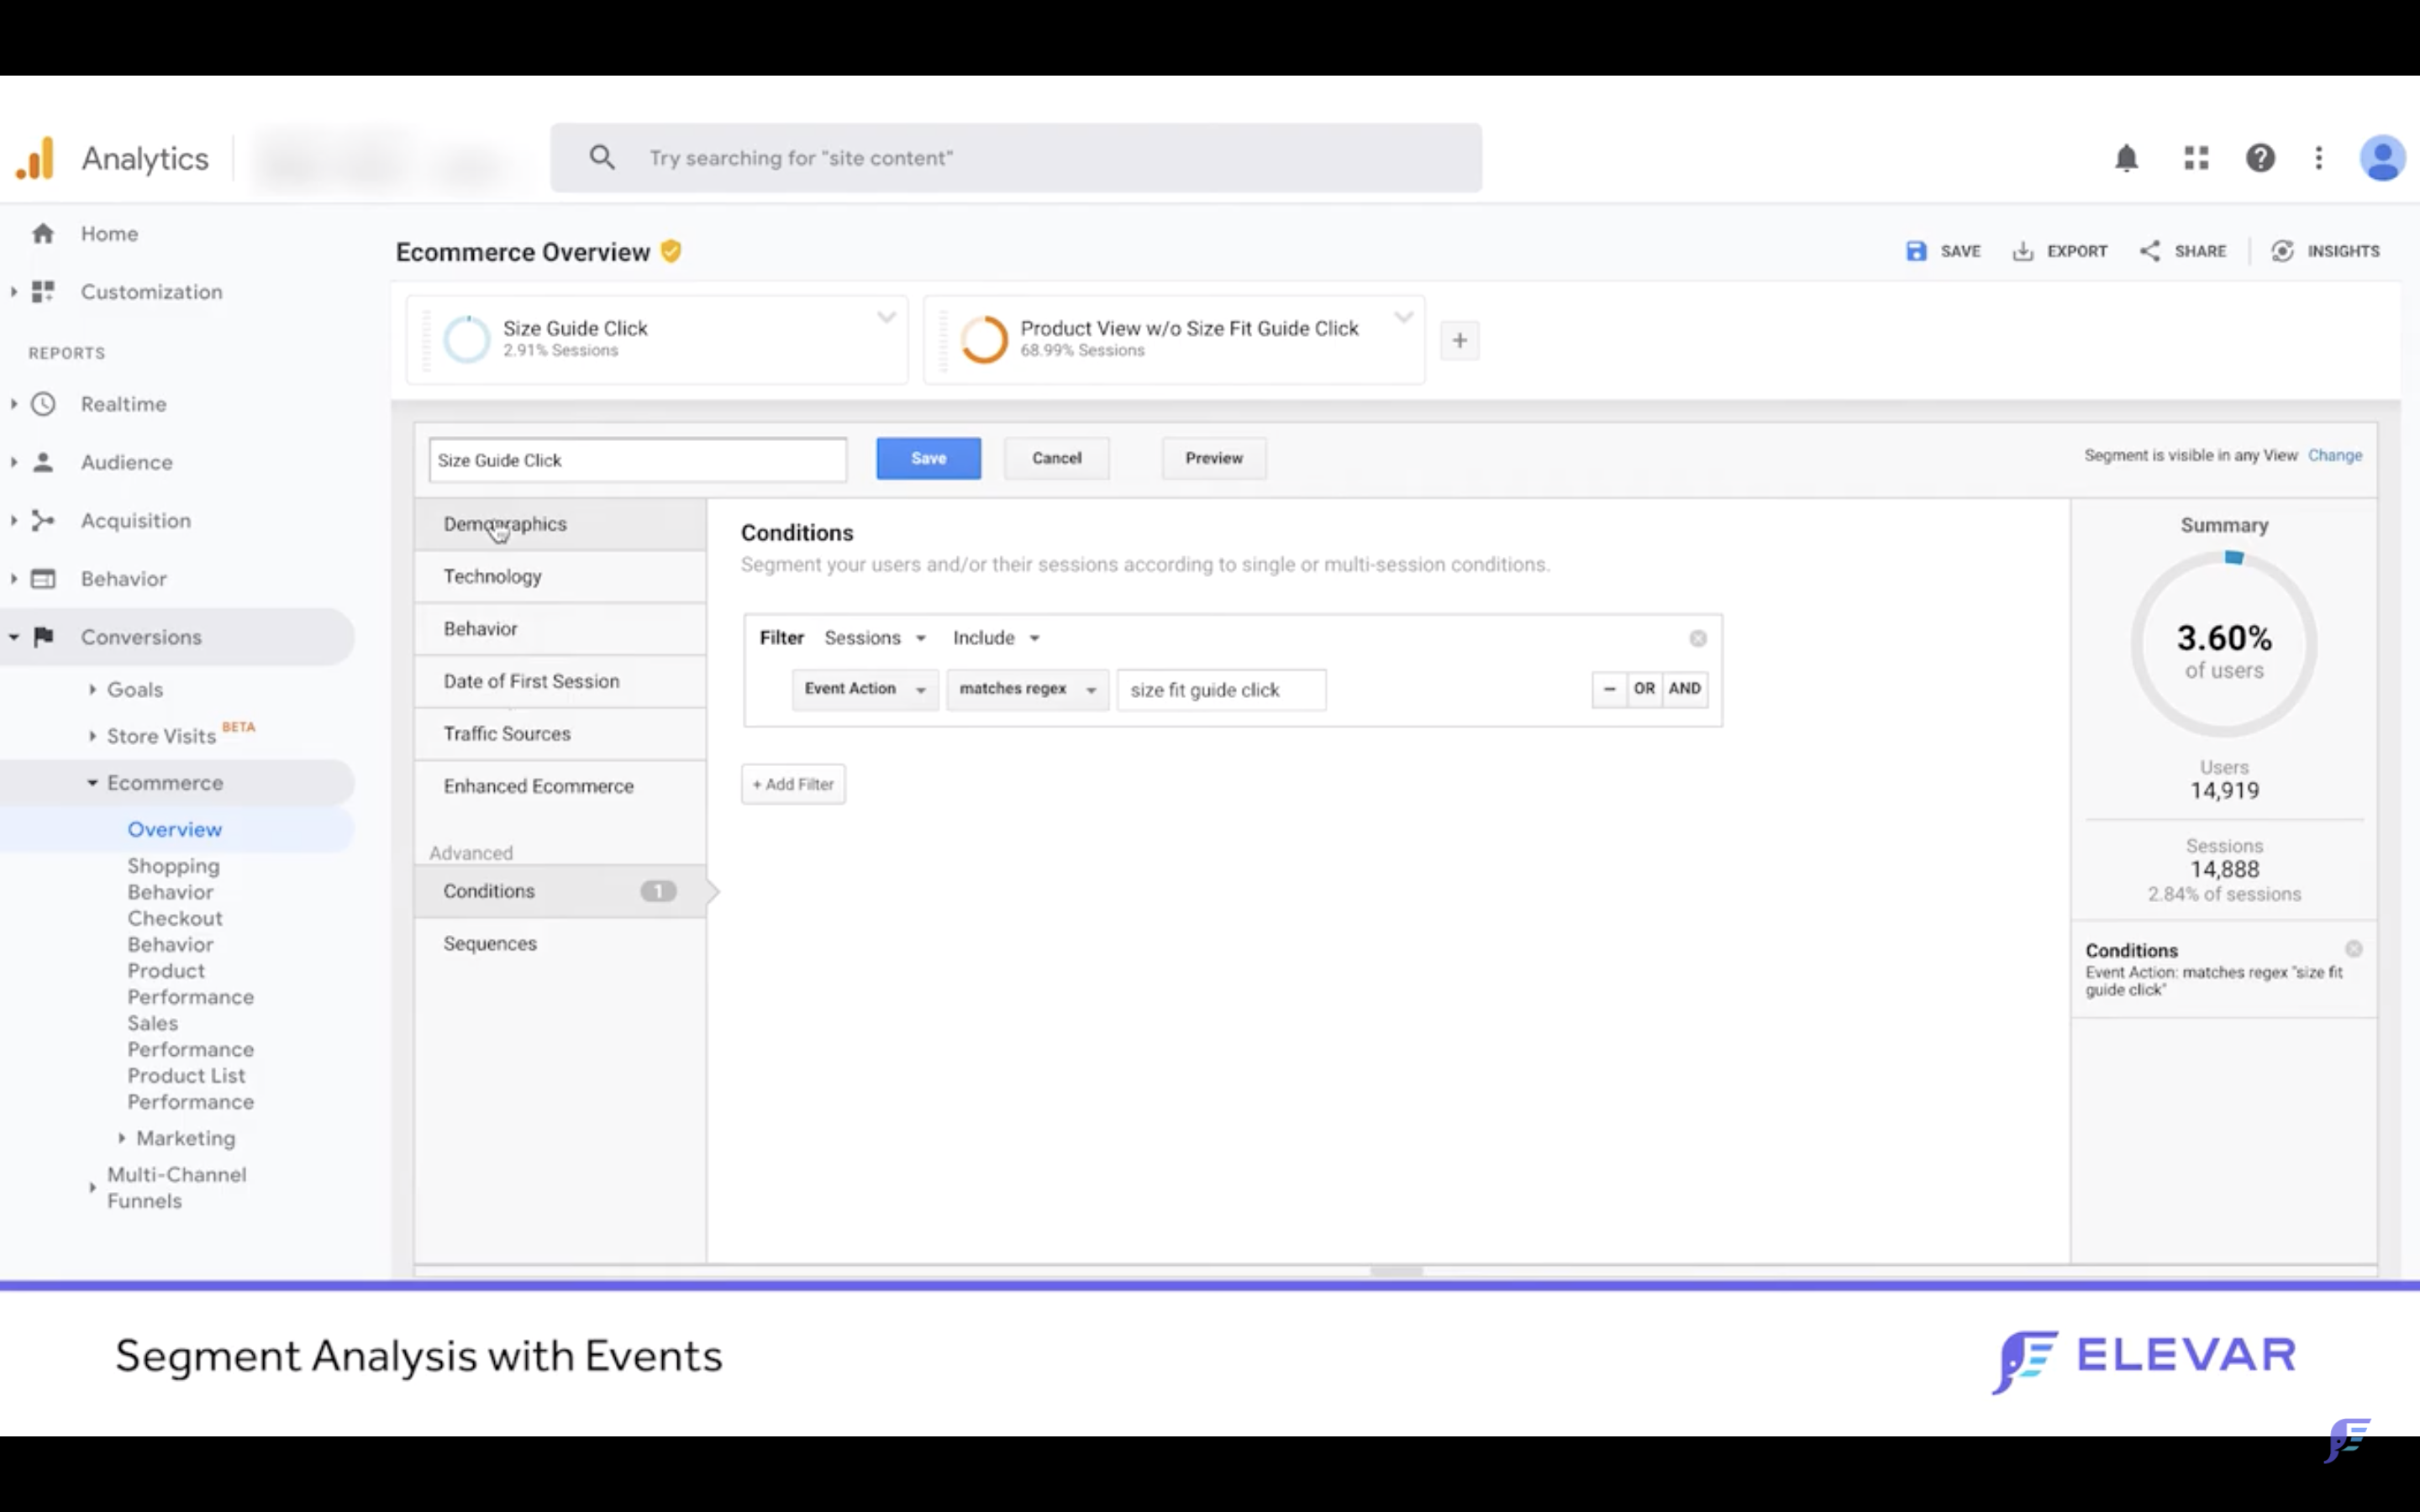 Analytics
Try searching for "site content"
Home
Customization
REPORTS
Realtime
Audience
Acquisition
Behavior
Conversions
Goals
Store Visits BETA
Ecommerce
Overview
Shopping
Behavior
Checkout
Behavior
Product
Performance
Sales
Performance
Product List
Performance
Marketing
Multi-Channel
Funnels
Ecommerce Overview
SAVE
EXPORT
SHARE
INSIGHTS
Size Guide Click
2.91% Sessions
Product View w/o Size Fit Guide Click
68.99% Sessions
+
Size Guide Click
Save
Cancel
Preview
Segment is visible in any View Change
Demographics
Technology
Behavior
Date of First Session
Traffic Sources
Enhanced Ecommerce
Advanced
Conditions 1
Sequences
Conditions
Segment your users and/or their sessions according to single or multi-session conditions.
Filter Sessions Include
Event Action matches regex size fit guide click – OR AND
+ Add Filter
Summary
3.60%
of users
Users
14,919
Sessions
14,888
2.84% of sessions
Conditions
Event Action: matches regex "size fit
guide click"
Segment Analysis with Events
ELEVAR